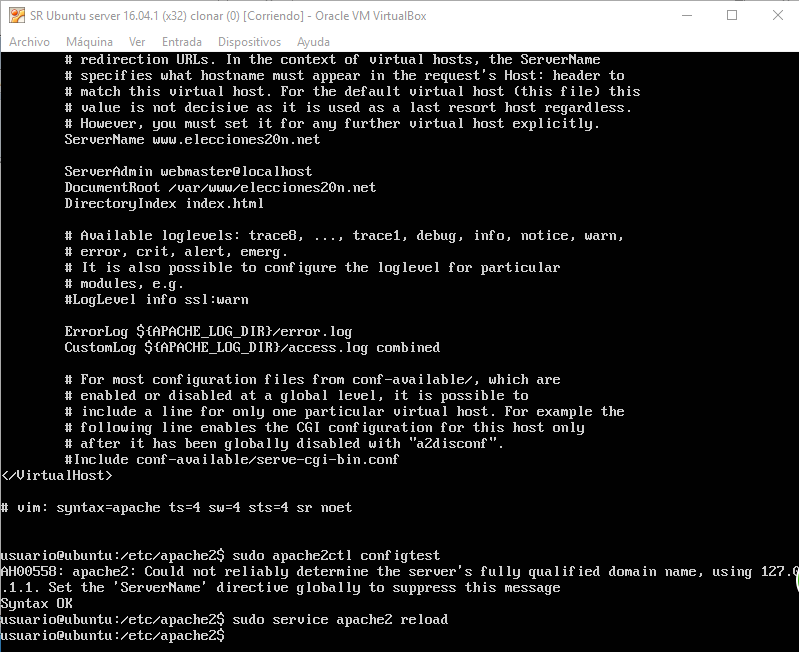 SR Ubuntu server 16.04.1 (x32) clonar (0) [Corriendo] - Oracle VM VirtualBox
Archivo Máquina Ver Entrada Dispositivos Ayuda
# redirection URLs. In the context of virtual hosts, the ServerName
# specifies what hostname must appear in the request's Host: header to
# match this virtual host. For the default virtual host (this file) this
# value is not decisive as it is used as a last resort host regardless.
# However, you must set it for any further virtual host explicitly.
ServerName www.elecciones20n.net
ServerAdmin webmaster@localhost
DocumentRoot /var/www/elecciones20n.net
DirectoryIndex index.html
# Available loglevels: trace8, ..., trace1, debug, info, notice, warn,
# error, crit, alert, emerg.
# It is also possible to configure the loglevel for particular
# modules, e.g.
#LogLevel info ssl:warn
ErrorLog ${APACHE_LOG_DIR}/error.log
CustomLog ${APACHE_LOG_DIR}/access.log combined
# For most configuration files from conf-available/, which are
# enabled or disabled at a global level, it is possible to
# include a line for only one particular virtual host. For example the
# following line enables the CGI configuration for this host only
# after it has been globally disabled with "a2disconf".
#Include conf-available/serve-cgi-bin.conf
</VirtualHost>
# vim: syntax=apache ts=4 sw=4 sts=4 sr noet
usuario@ubuntu:/etc/apache2$ sudo apache2ctl configtest
AH00558: apache2: Could not reliably determine the server's fully qualified domain name, using 127.0
.1.1. Set the 'ServerName' directive globally to suppress this message
Syntax OK
usuario@ubuntu:/etc/apache2$ sudo service apache2 reload
usuario@ubuntu:/etc/apache2$